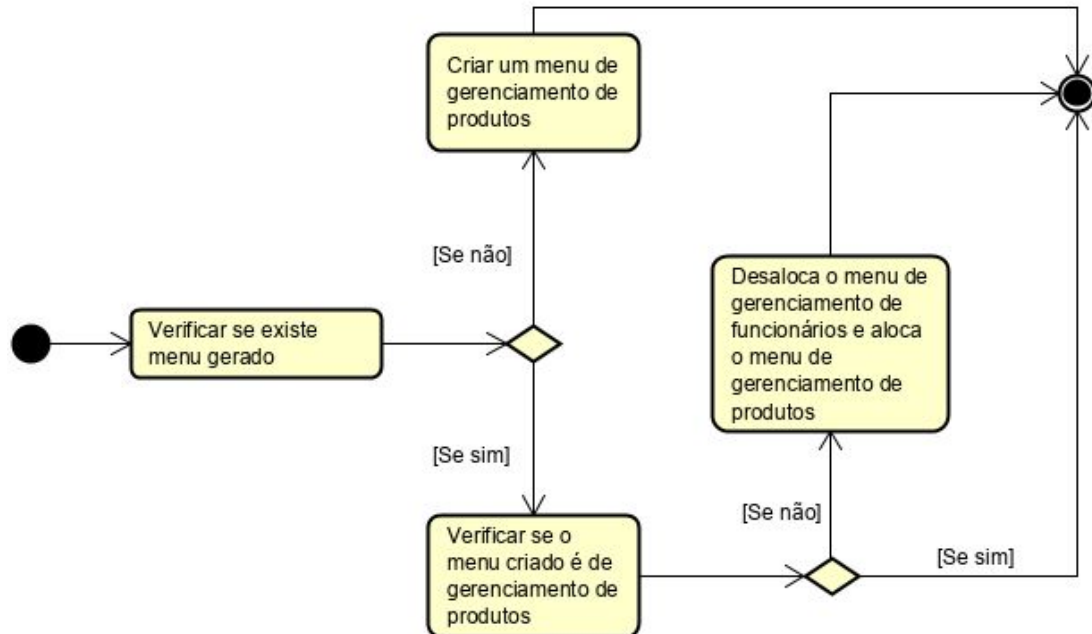 Criar um menu de
gerenciamento de
produtos
[Se não]
Verificar se existe
menu gerado
Desaloca o menu de
gerenciamento de
funcionários e aloca
o menu de
gerenciamento de
produtos
[Se sim]
Verificar se o
menu criado é de
gerenciamento de
produtos
[Se não]
[Se sim]